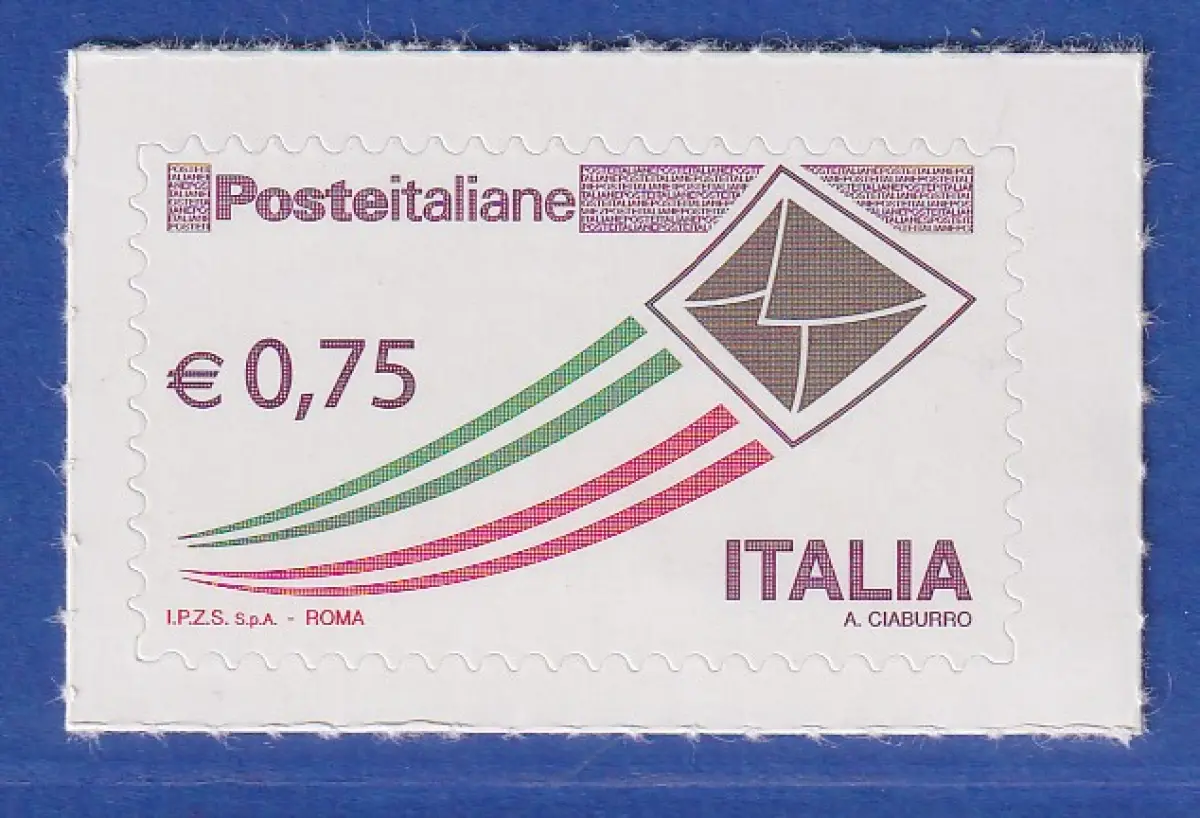 Posteitaliane
€ 0,75
ITALIA
I.P.Z.S. S.p.A. - ROMA
A. CIABURRO